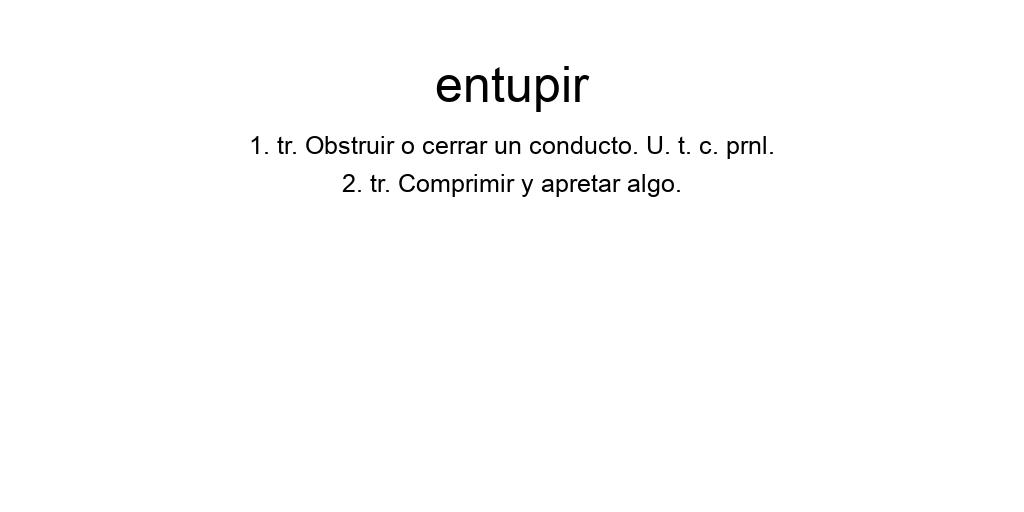 entupir
1. tr. Obstruir o cerrar un conducto. U. t. c. prnl.
2. tr. Comprimir y apretar algo.